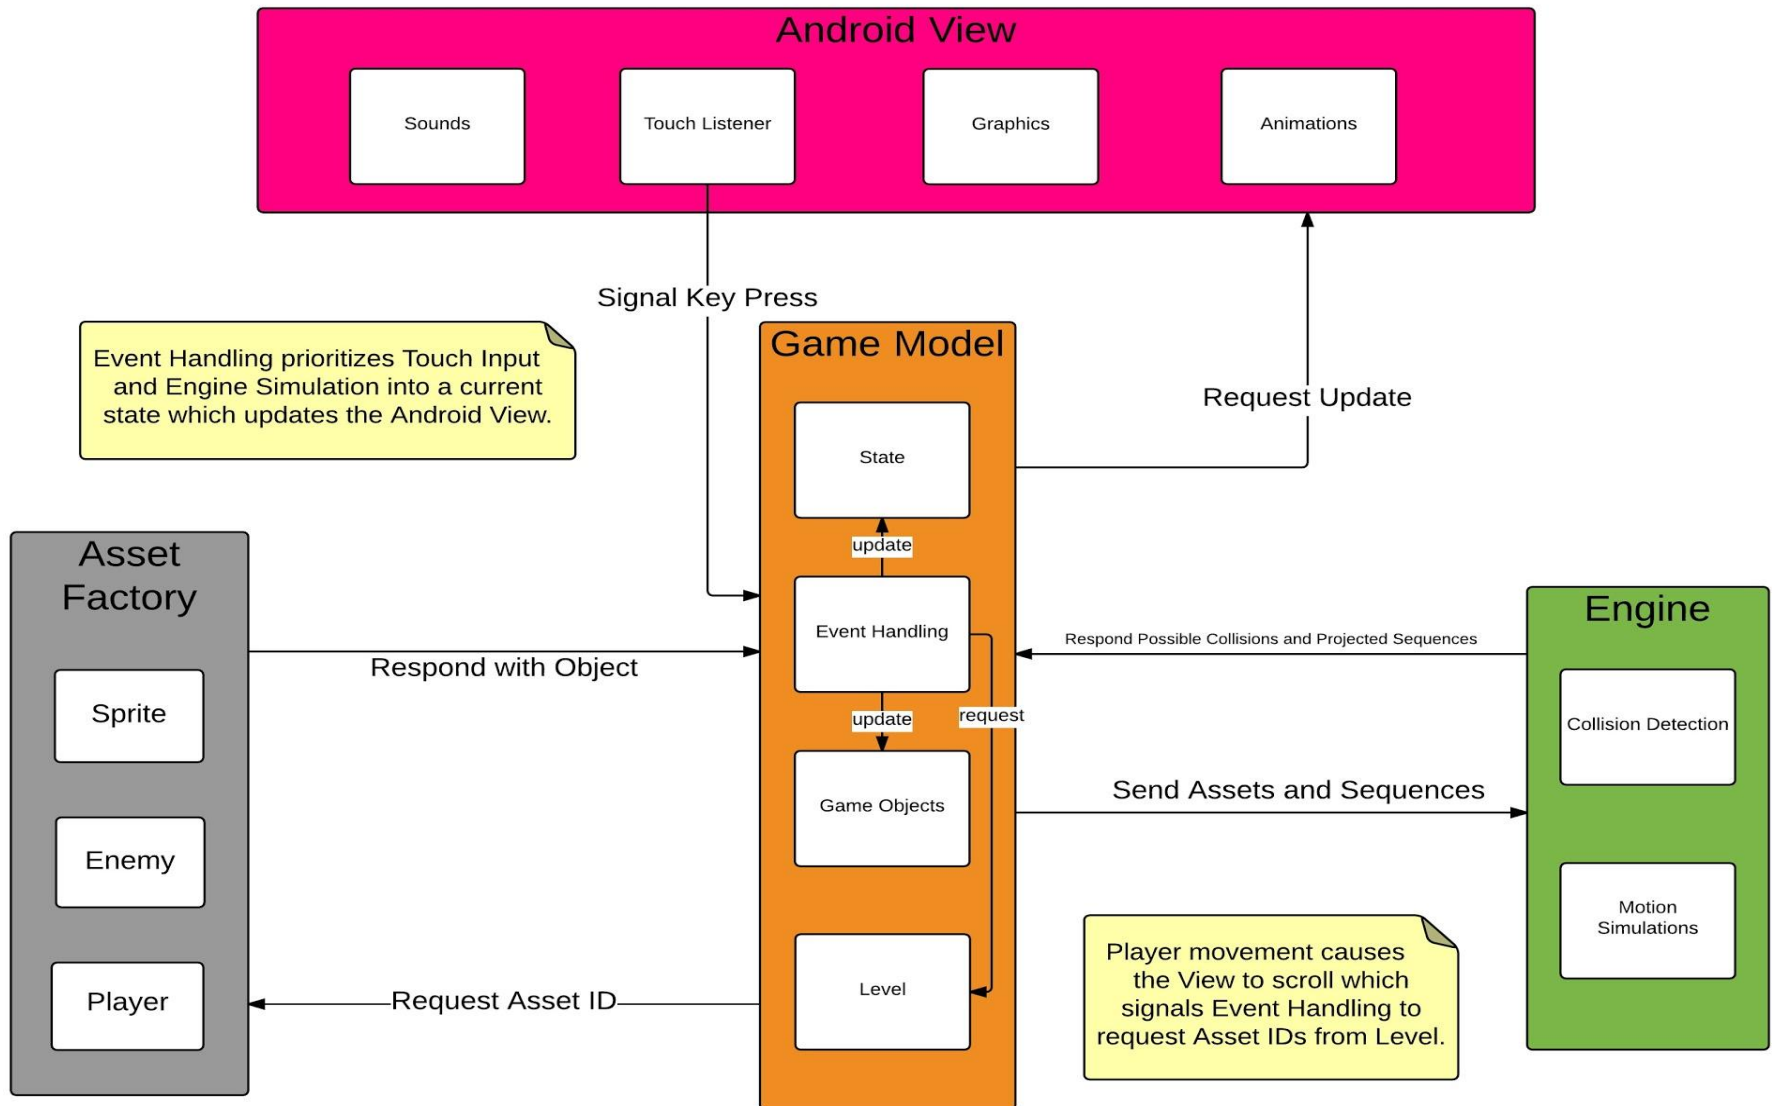 Android View
Sounds
Touch Listener
Graphics
Animations
Signal Key Press
Event Handling prioritizes Touch Input
and Engine Simulation into a current
state which updates the Android View.
Game Model
State
update
Event Handling
update
request
Game Objects
Level
Request Update
Asset
Factory
Sprite
Enemy
Player
Respond with Object
Request Asset ID
Respond Possible Collisions and Projected Sequences
Send Assets and Sequences
Engine
Collision Detection
Motion
Simulations
Player movement causes
the View to scroll which
signals Event Handling to
request Asset IDs from Level.